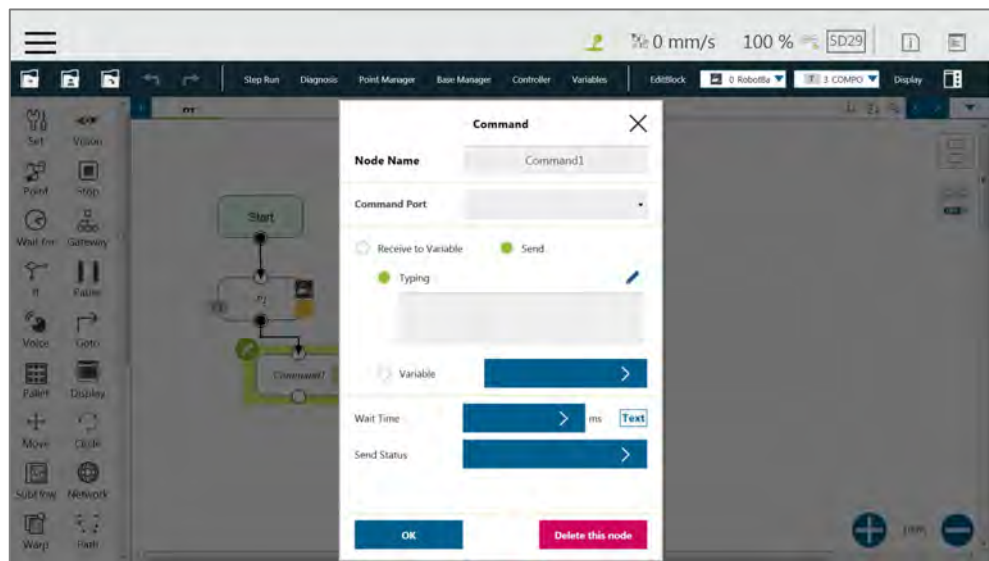 0 mm/s 100 % 5D29
Step Run Diagnosis Point Manager Base Manager Controller Variables EditBlock 0 RobotBa 3 COMPO Display
Set Vision
Point Stop
Wait for Gateway
If Pause
Voice Goto
Pallet Display
Move Circle
SubFlow Network
Warp Path
Start
P1
Command1
Command
Node Name Command1
Command Port
Receive to Variable Send
Typing
Variable
Wait Time ms Text
Send Status
OK Delete this node